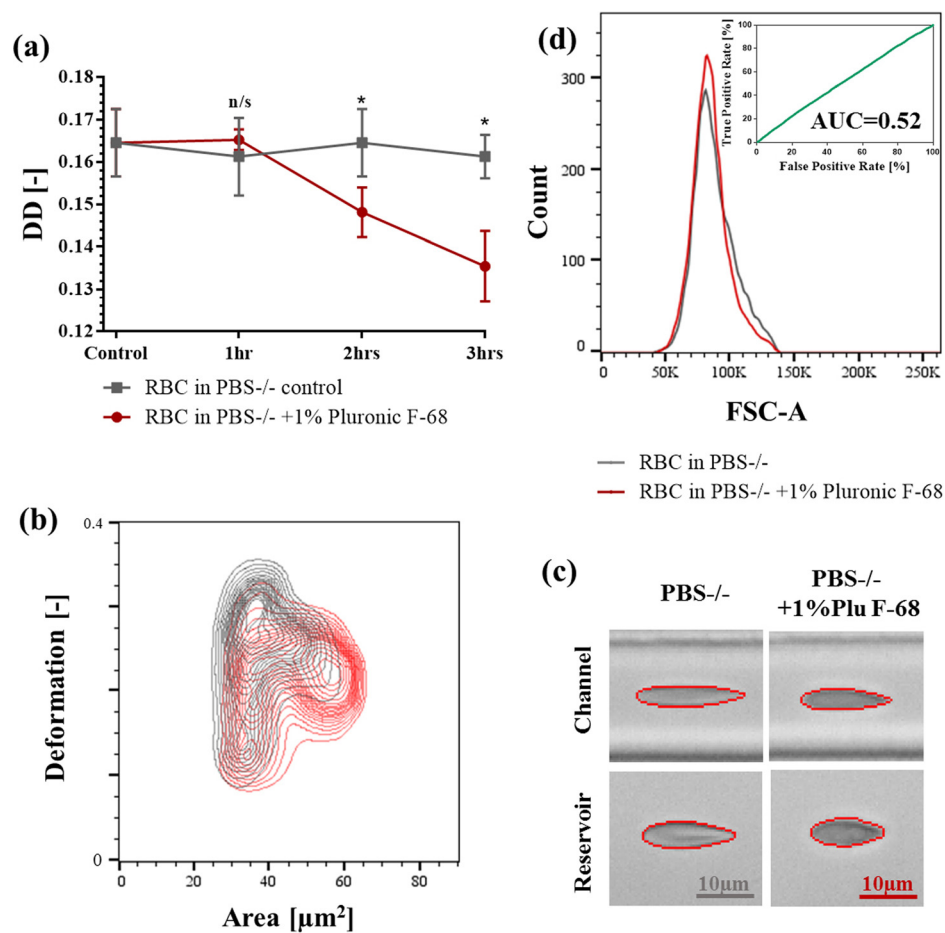 (a)
0.18
0.17
0.16
0.15
0.14
0.13
0.12
DD [-]
n/s
*
*
Control
1hr
2hrs
3hrs
RBC in PBS-/- control
RBC in PBS-/- +1% Pluronic F-68
(d)
300
200
100
0
Count
0
50K
100K
150K
200K
250K
FSC-A
True Positive Rate [%]
100
80
60
40
20
0
0
20
40
60
80
100
AUC=0.52
False Positive Rate [%]
RBC in PBS-/-
RBC in PBS-/- +1% Pluronic F-68
(b)
0.4
0
Deformation [-]
0
20
40
60
80
Area [µm²]
(c)
PBS-/-
PBS-/-
+1%Plu F-68
Channel
Reservoir
10µm
10µm